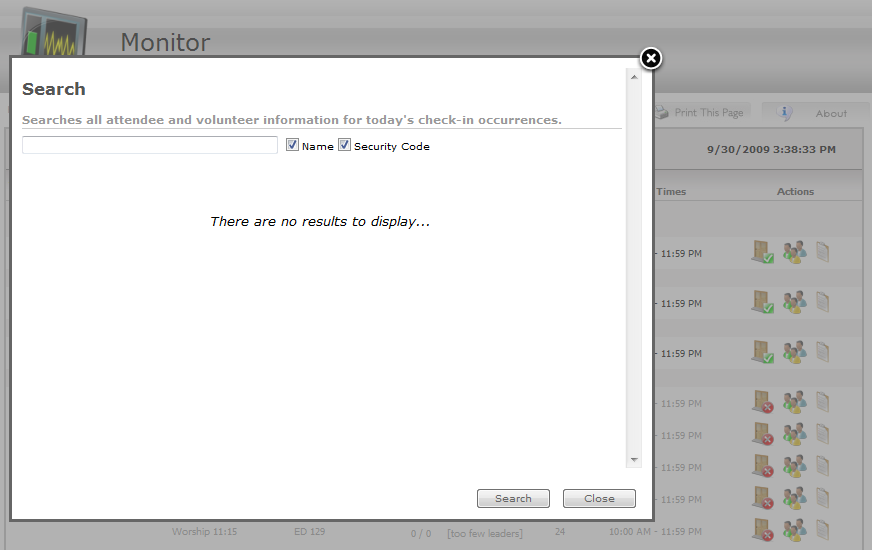 Monitor
Search
Searches all attendee and volunteer information for today's check-in occurrences.
Name Security Code
There are no results to display...
Search Close
Print This Page About
9/30/2009 3:38:33 PM
Times Actions
- 11:59 PM
- 11:59 PM
- 11:59 PM
- 11:59 PM
- 11:59 PM
- 11:59 PM
- 11:59 PM
Worship 11:15 ED 129 0 / 0 [too few leaders] 24 10:00 AM - 11:59 PM